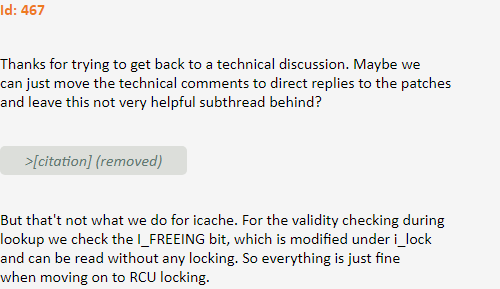 Id: 467
Thanks for trying to get back to a technical discussion. Maybe we
can just move the technical comments to direct replies to the patches
and leave this not very helpful subthread behind?
>[citation] (removed)
But that's not what we do for icache. For the validity checking during
lookup we check the I_FREEING bit, which is modified under i_lock
and can be read without any locking. So everything is just fine
when moving on to RCU locking.